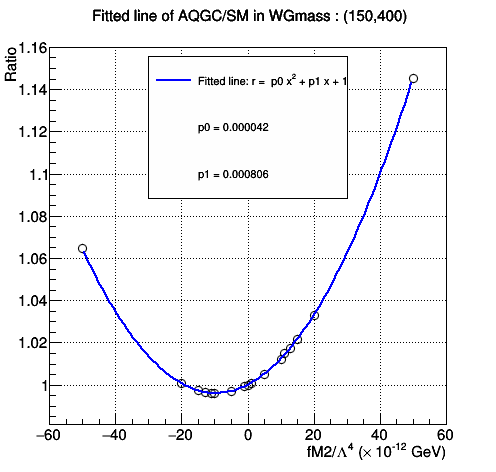 Fitted line of AQGC/SM in WGmass : (150,400)
Ratio
1.16
1.14
1.12
1.1
1.08
1.06
1.04
1.02
1
Fitted line: r = p0 x² + p1 x + 1
p0 = 0.000042
p1 = 0.000806
−60 −40 −20 0 20 40 60
fM2/Λ⁴ (× 10⁻¹² GeV)